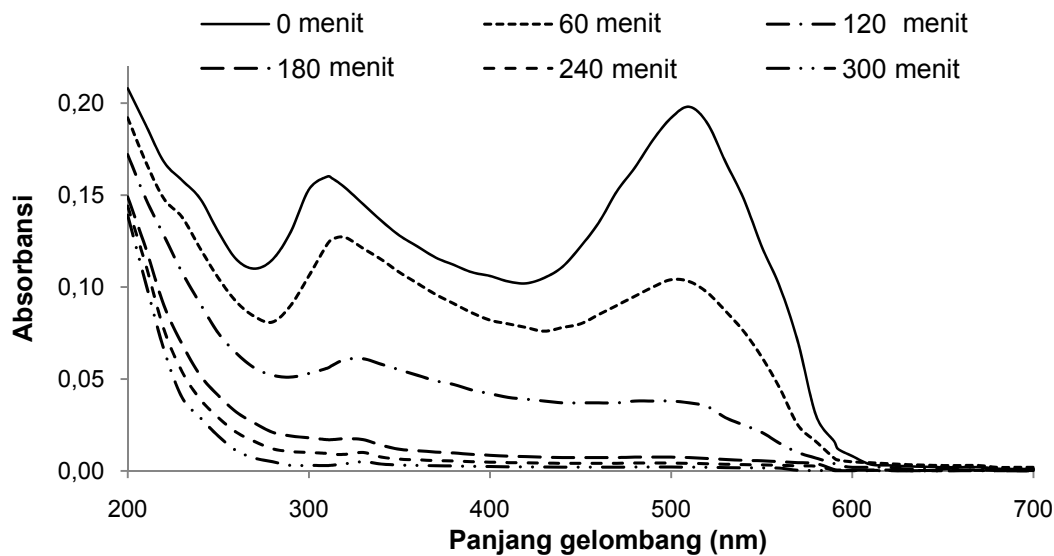 0 menit 60 menit 120 menit
180 menit 240 menit 300 menit
0,20
0,15
0,10
0,05
0,00
Absorbansi
200 300 400 500 600 700
Panjang gelombang (nm)